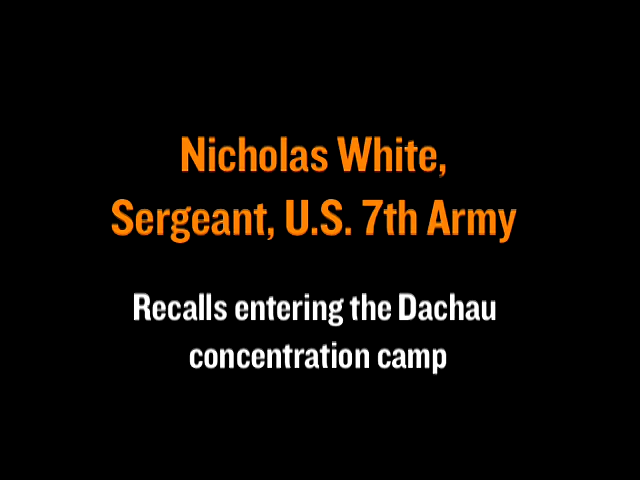 Nicholas White,
Sergeant, U.S. 7th Army
Recalls entering the Dachau
concentration camp